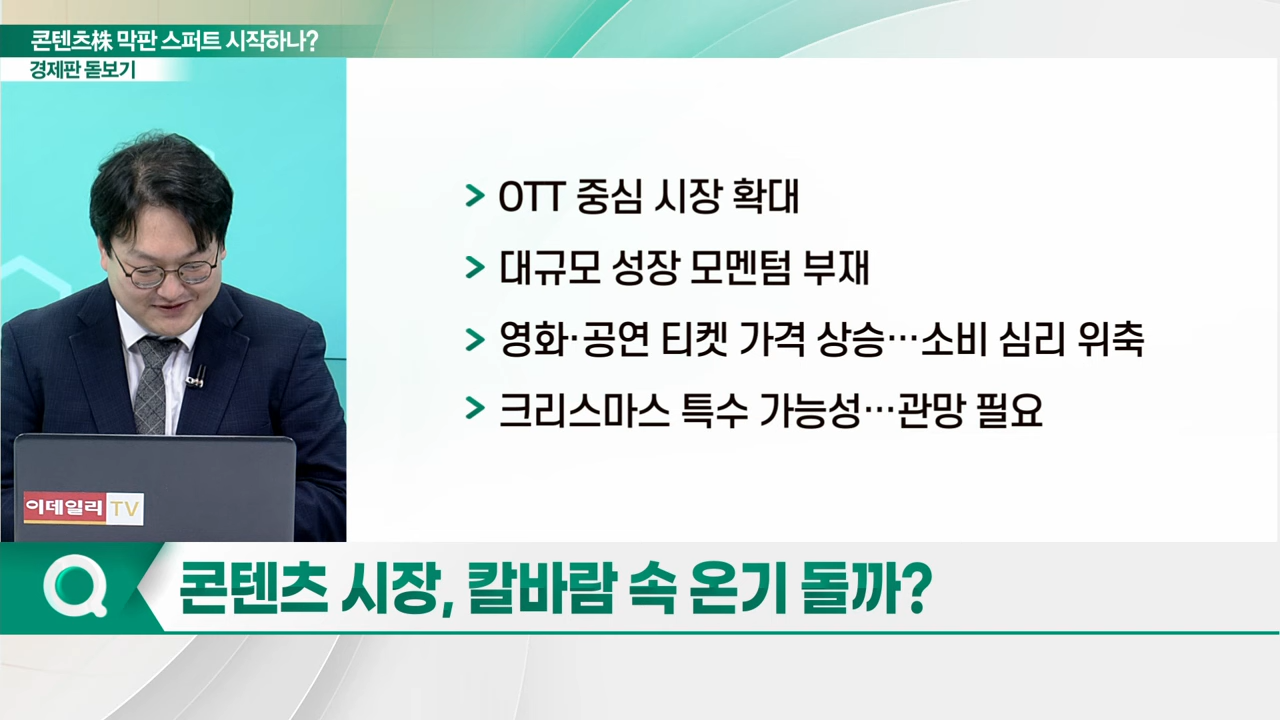 콘텐츠株 막판 스퍼트 시작하나?
경제판 돋보기
> OTT 중심 시장 확대
> 대규모 성장 모멘텀 부재
> 영화·공연 티켓 가격 상승…소비 심리 위축
> 크리스마스 특수 가능성…관망 필요
이데일리 TV
Q 콘텐츠 시장, 칼바람 속 온기 돌까?